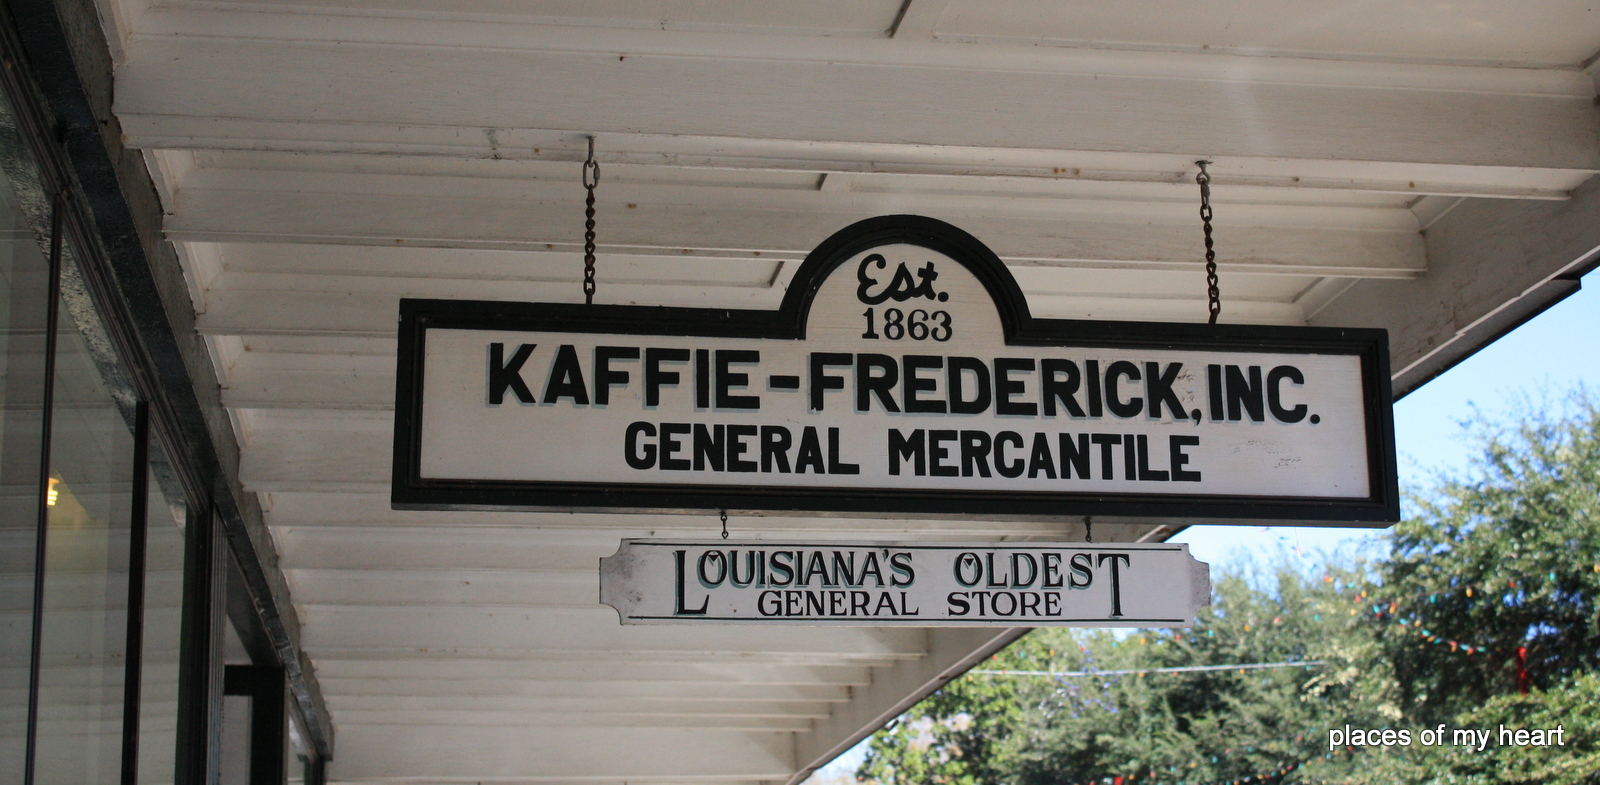 Est.
1863
KAFFIE-FREDERICK, INC.
GENERAL MERCANTILE
LOUISIANA'S OLDEST
GENERAL STORE
places of my heart